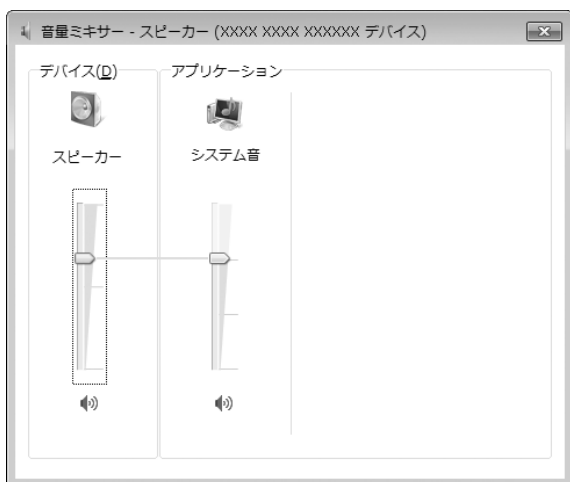 音量ミキサー - スピーカー (XXXX XXXX XXXXXX デバイス)
デバイス(D)
アプリケーション
スピーカー
システム音